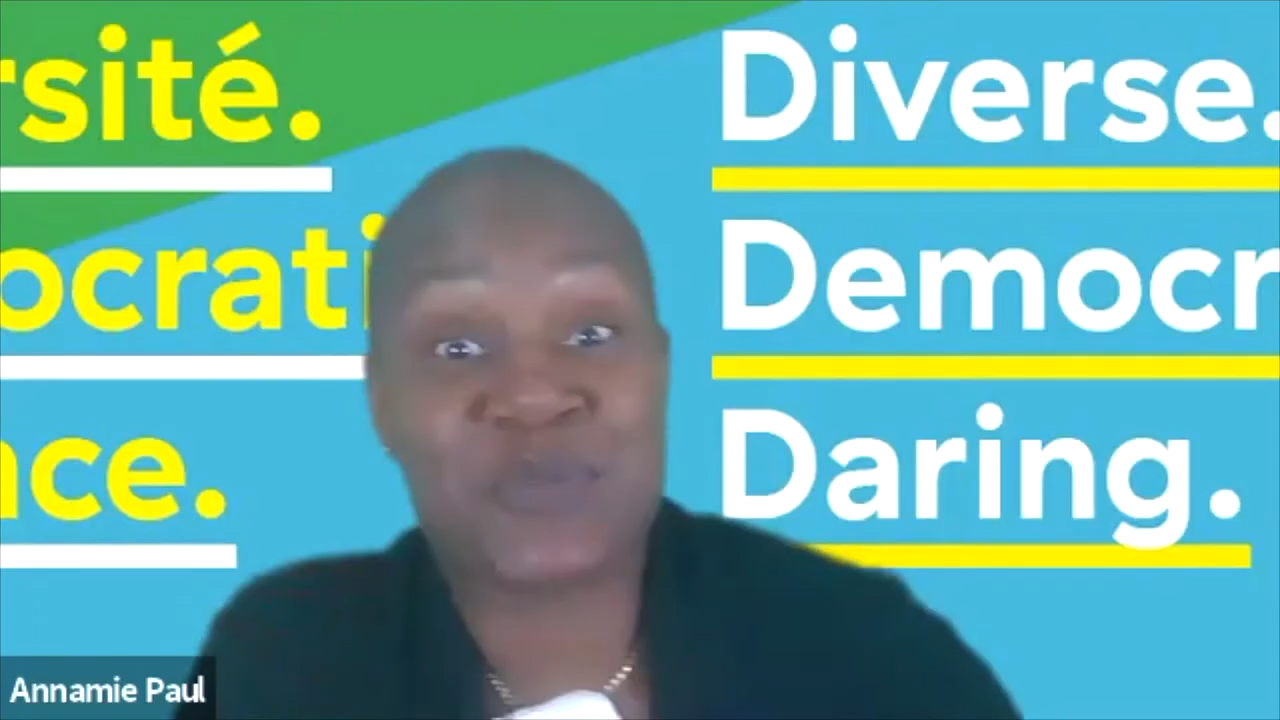 rsité.
ocrati
nce.
Diverse.
Democr
Daring.
Annamie Paul